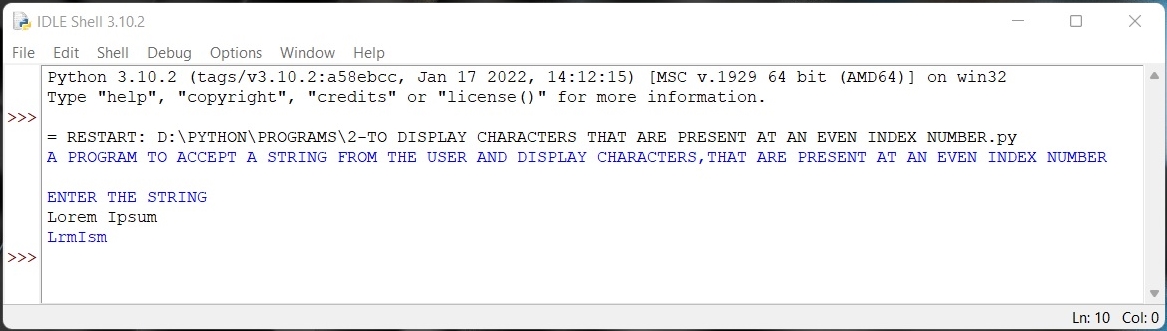 IDLE Shell 3.10.2
File Edit Shell Debug Options Window Help
Python 3.10.2 (tags/v3.10.2:a58ebcc, Jan 17 2022, 14:12:15) [MSC v.1929 64 bit (AMD64)] on win32
Type "help", "copyright", "credits" or "license()" for more information.
>>>
= RESTART: D:\PYTHON\PROGRAMS\2-TO DISPLAY CHARACTERS THAT ARE PRESENT AT AN EVEN INDEX NUMBER.py
A PROGRAM TO ACCEPT A STRING FROM THE USER AND DISPLAY CHARACTERS,THAT ARE PRESENT AT AN EVEN INDEX NUMBER
ENTER THE STRING
Lorem Ipsum
LrmIsm
>>>
Ln: 10 Col: 0